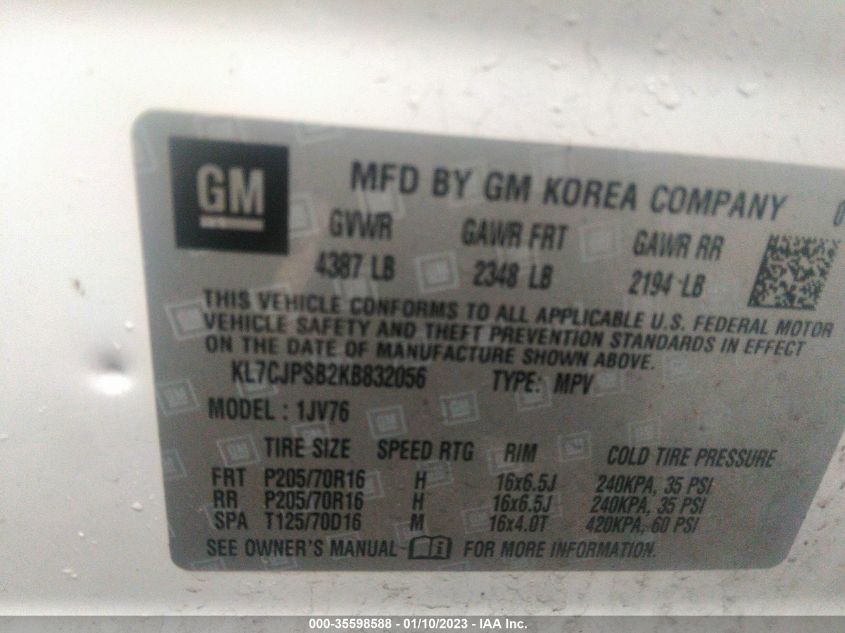 GM
MFD BY GM KOREA COMPANY 0
GVWR GAWR FRT GAWR RR
4387 LB 2348 LB 2194 LB
THIS VEHICLE CONFORMS TO ALL APPLICABLE U.S. FEDERAL MOTOR
VEHICLE SAFETY AND THEFT PREVENTION STANDARDS IN EFFECT
ON THE DATE OF MANUFACTURE SHOWN ABOVE.
KL7CJPSB2KB832056 TYPE: MPV
MODEL : 1JV76
TIRE SIZE SPEED RTG RIM COLD TIRE PRESSURE
FRT P205/70R16 H 16x6.5J 240KPA, 35 PSI
RR P205/70R16 H 16x6.5J 240KPA, 35 PSI
SPA T125/70D16 M 16x4.0T 420KPA, 60 PSI
SEE OWNER'S MANUAL FOR MORE INFORMATION.
000-35598588 - 01/10/2023 - IAA Inc.